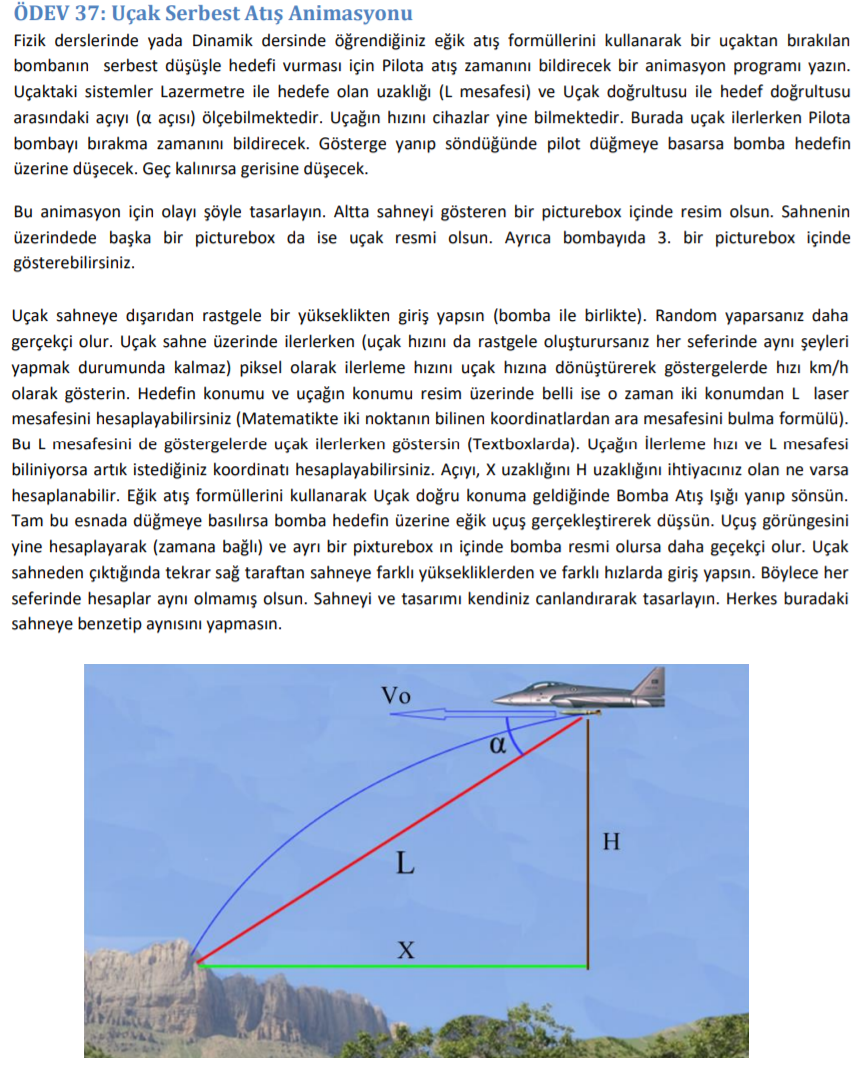 ÖDEV 37: Uçak Serbest Atış Animasyonu
Fizik derslerinde yada Dinamik dersinde öğrendiğiniz eğik atış formüllerini kullanarak bir uçaktan bırakılan
bombanın serbest düşüşle hedefi vurması için Pilota atış zamanını bildirecek bir animasyon programı yazın.
Uçaktaki sistemler Lazermetre ile hedefe olan uzaklığı (L mesafesi) ve Uçak doğrultusu ile hedef doğrultusu
arasındaki açıyı (α açısı) ölçebilmektedir. Uçağın hızını cihazlar yine bilmektedir. Burada uçak ilerlerken Pilota
bombayı bırakma zamanını bildirecek. Gösterge yanıp söndüğünde pilot düğmeye basarsa bomba hedefin
üzerine düşecek. Geç kalınırsa gerisine düşecek.
Bu animasyon için olayı şöyle tasarlayın. Altta sahneyi gösteren bir picturebox içinde resim olsun. Sahnenin
üzerindede başka bir picturebox da ise uçak resmi olsun. Ayrıca bombayıda 3. bir picturebox içinde
gösterebilirsiniz.
Uçak sahneye dışarıdan rastgele bir yükseklikten giriş yapsın (bomba ile birlikte). Random yaparsanız daha
gerçekçi olur. Uçak sahne üzerinde ilerlerken (uçak hızını da rastgele oluşturursanız her seferinde aynı şeyleri
yapmak durumunda kalmaz) piksel olarak ilerleme hızını uçak hızına dönüştürerek göstergelerde hızı km/h
olarak gösterin. Hedefin konumu ve uçağın konumu resim üzerinde belli ise o zaman iki konumdan L laser
mesafesini hesaplayabilirsiniz (Matematikte iki noktanın bilinen koordinatlardan ara mesafesini bulma formülü).
Bu L mesafesini de göstergelerde uçak ilerlerken göstersin (Textboxlarda). Uçağın İlerleme hızı ve L mesafesi
biliniyorsa artık istediğiniz koordinatı hesaplayabilirsiniz. Açıyı, X uzaklığını H uzaklığını ihtiyacınız olan ne varsa
hesaplanabilir. Eğik atış formüllerini kullanarak Uçak doğru konuma geldiğinde Bomba Atış Işığı yanıp sönsün.
Tam bu esnada düğmeye basılırsa bomba hedefin üzerine eğik uçuş gerçekleştirerek düşsün. Uçuş görüngesini
yine hesaplayarak (zamana bağlı) ve ayrı bir pixturebox ın içinde bomba resmi olursa daha geçekçi olur. Uçak
sahneden çıktığında tekrar sağ taraftan sahneye farklı yüksekliklerden ve farklı hızlarda giriş yapsın. Böylece her
seferinde hesaplar aynı olmamış olsun. Sahneyi ve tasarımı kendiniz canlandırarak tasarlayın. Herkes buradaki
sahneye benzetip aynısını yapmasın.
Vo
α
H
L
X